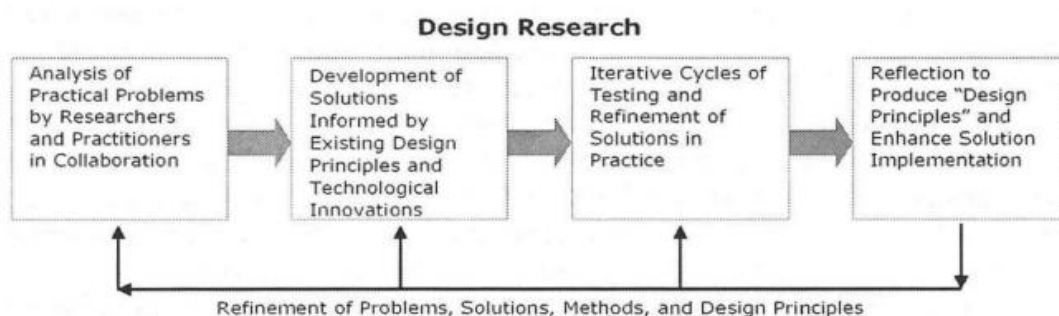 Design Research
Analysis of
Practical Problems
by Researchers
and Practitioners
in Collaboration
Development of
Solutions
Informed by
Existing Design
Principles and
Technological
Innovations
Iterative Cycles of
Testing and
Refinement of
Solutions in
Practice
Reflection to
Produce “Design
Principles” and
Enhance Solution
Implementation
Refinement of Problems, Solutions, Methods, and Design Principles